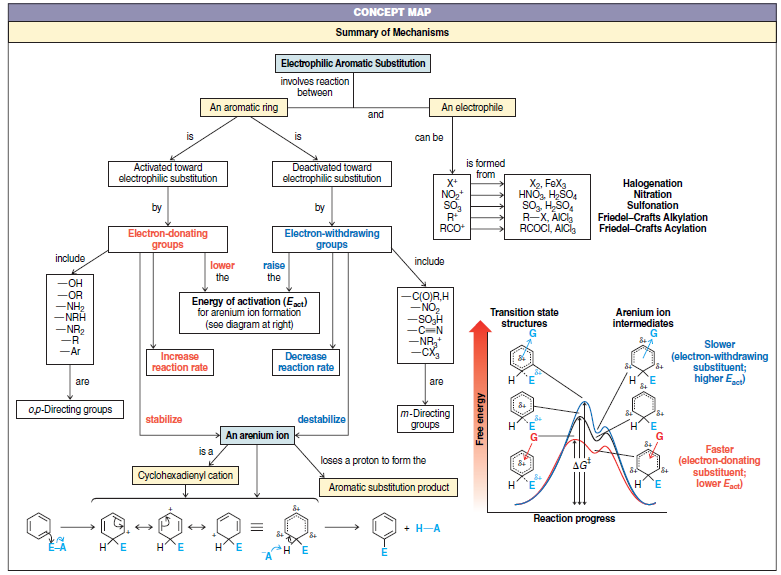 CONCEPT MAP
Summary of Mechanisms
Electrophilic Aromatic Substitution
involves reaction
between
An aromatic ring
and
An electrophile
is
is
can be
Activated toward
electrophilic substitution
Deactivated toward
electrophilic substitution
is formed
from
X⁺
NO₂⁺
SO₃
R⁺
RCO⁺
X₂, FeX₃
HNO₃, H₂SO₄
SO₃, H₂SO₄
R—X, AlCl₃
RCOCl, AlCl₃
Halogenation
Nitration
Sulfonation
Friedel–Crafts Alkylation
Friedel–Crafts Acylation
by
by
Electron-donating
groups
Electron-withdrawing
groups
include
include
lower
the
raise
the
—OH
—OR
—NH₂
—NRH
—NR₂
—R
—Ar
Energy of activation (Eact)
for arenium ion formation
(see diagram at right)
—C(O)R,H
—NO₂
—SO₃H
—C≡N
—NR₃⁺
—CX₃
Increase
reaction rate
Decrease
reaction rate
are
are
o,p-Directing groups
m-Directing
groups
stabilize
destabilize
An arenium ion
is a
loses a proton to form the
Cyclohexadienyl cation
Aromatic substitution product
E–A
H E
+
H E
+
H E
+
≡
δ+
δ+ δ+
H E
⁻A
E
+ H—A
Transition state
structures
Arenium ion
intermediates
G
δ+
δ+
H E
G
δ+
δ+ δ+
H E
Slower
(electron-withdrawing
substituent;
higher Eact)
δ+
δ+
H E
δ+
δ+ δ+
H E
G
δ+
δ+
H E
G
δ+
δ+ δ+
H E
Faster
(electron-donating
substituent;
lower Eact)
Free energy
ΔG‡
Reaction progress